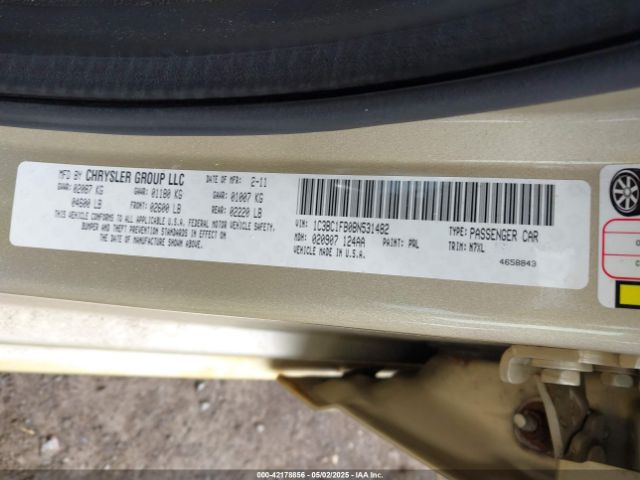 MFD BY CHRYSLER GROUP LLC DATE OF MFR: 2-11
GVWR: 02087 KG GAWR: 01180 KG GAWR: 01007 KG
04600 LB FRONT: 02600 LB REAR: 02220 LB
THIS VEHICLE CONFORMS TO ALL APPLICABLE U.S.A. FEDERAL MOTOR VEHICLE SAFETY,
BUMPER AND THEFT PREVENTION STANDARDS IN EFFECT ON
THE DATE OF MANUFACTURE SHOWN ABOVE.
VIN: 1C3BC1FB0BN531482 TYPE: PASSENGER CAR
MDH: 020907 124AA PAINT: PRL TRIM: N7XL
VEHICLE MADE IN U.S.A. 4658843
000-42178856 05/02/2025 IAA Inc. (c)